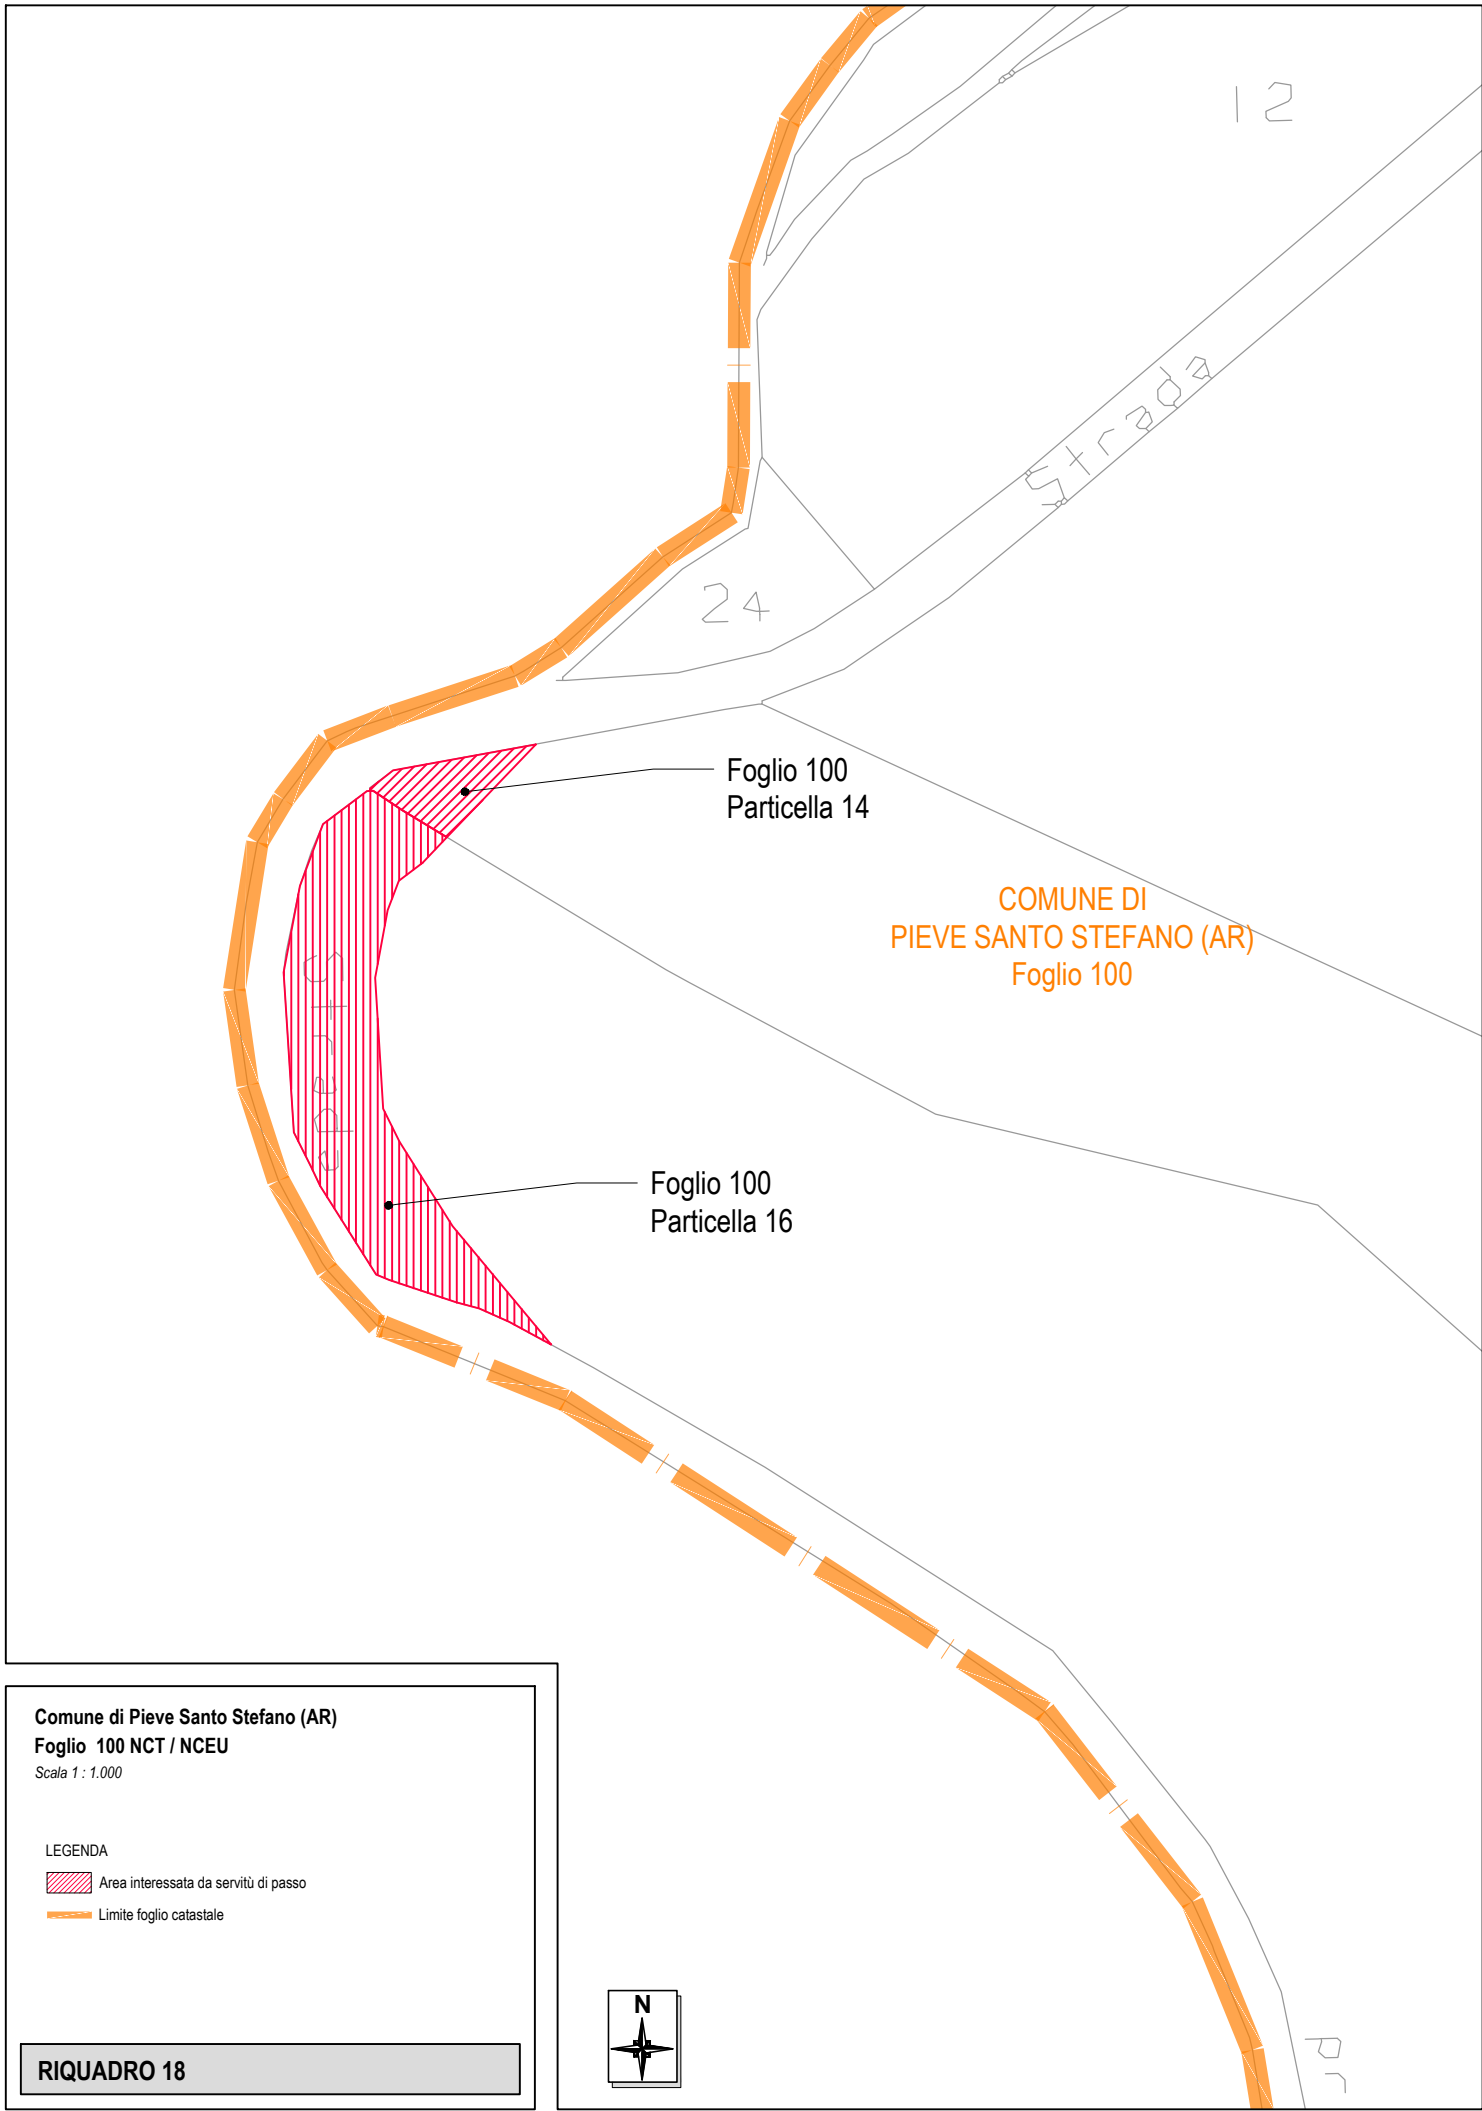 12
Strada
24
Foglio 100
Particella 14
COMUNE DI
PIEVE SANTO STEFANO (AR)
Foglio 100
Strada
Foglio 100
Particella 16
Comune di Pieve Santo Stefano (AR)
Foglio 100 NCT / NCEU
Scala 1 : 1.000
LEGENDA
Area interessata da servitù di passo
Limite foglio catastale
RIQUADRO 18
N